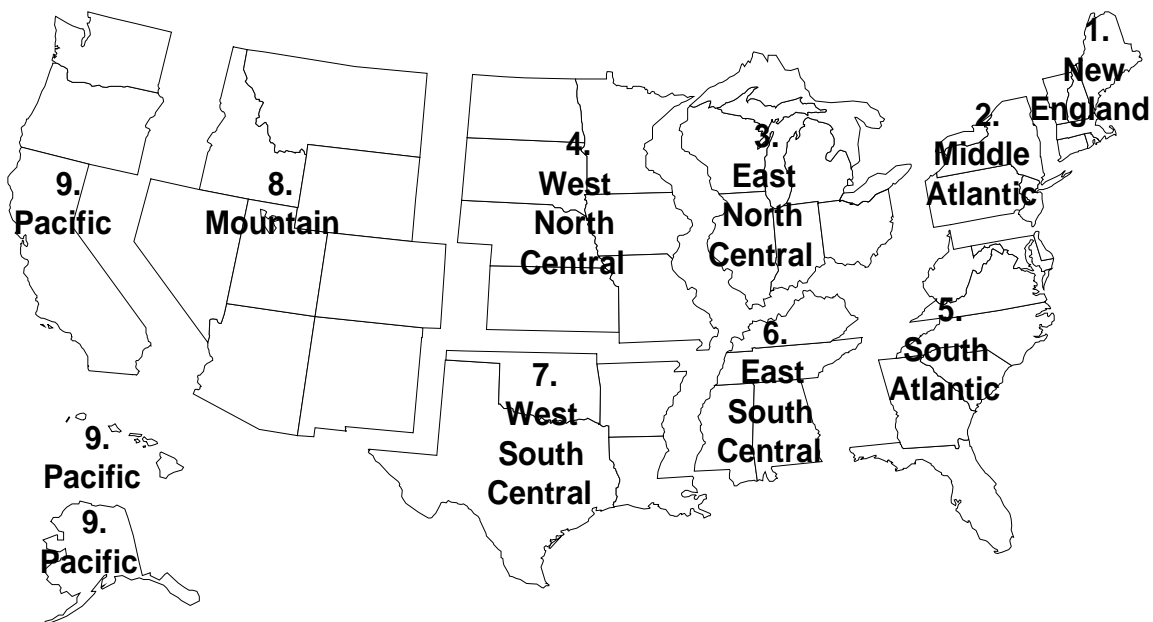 1.
New
England
2.
Middle
Atlantic
3.
East
North
Central
4.
West
North
Central
9.
Pacific
8.
Mountain
5.
South
Atlantic
6.
East
South
Central
7.
West
South
Central
9.
Pacific
9.
Pacific